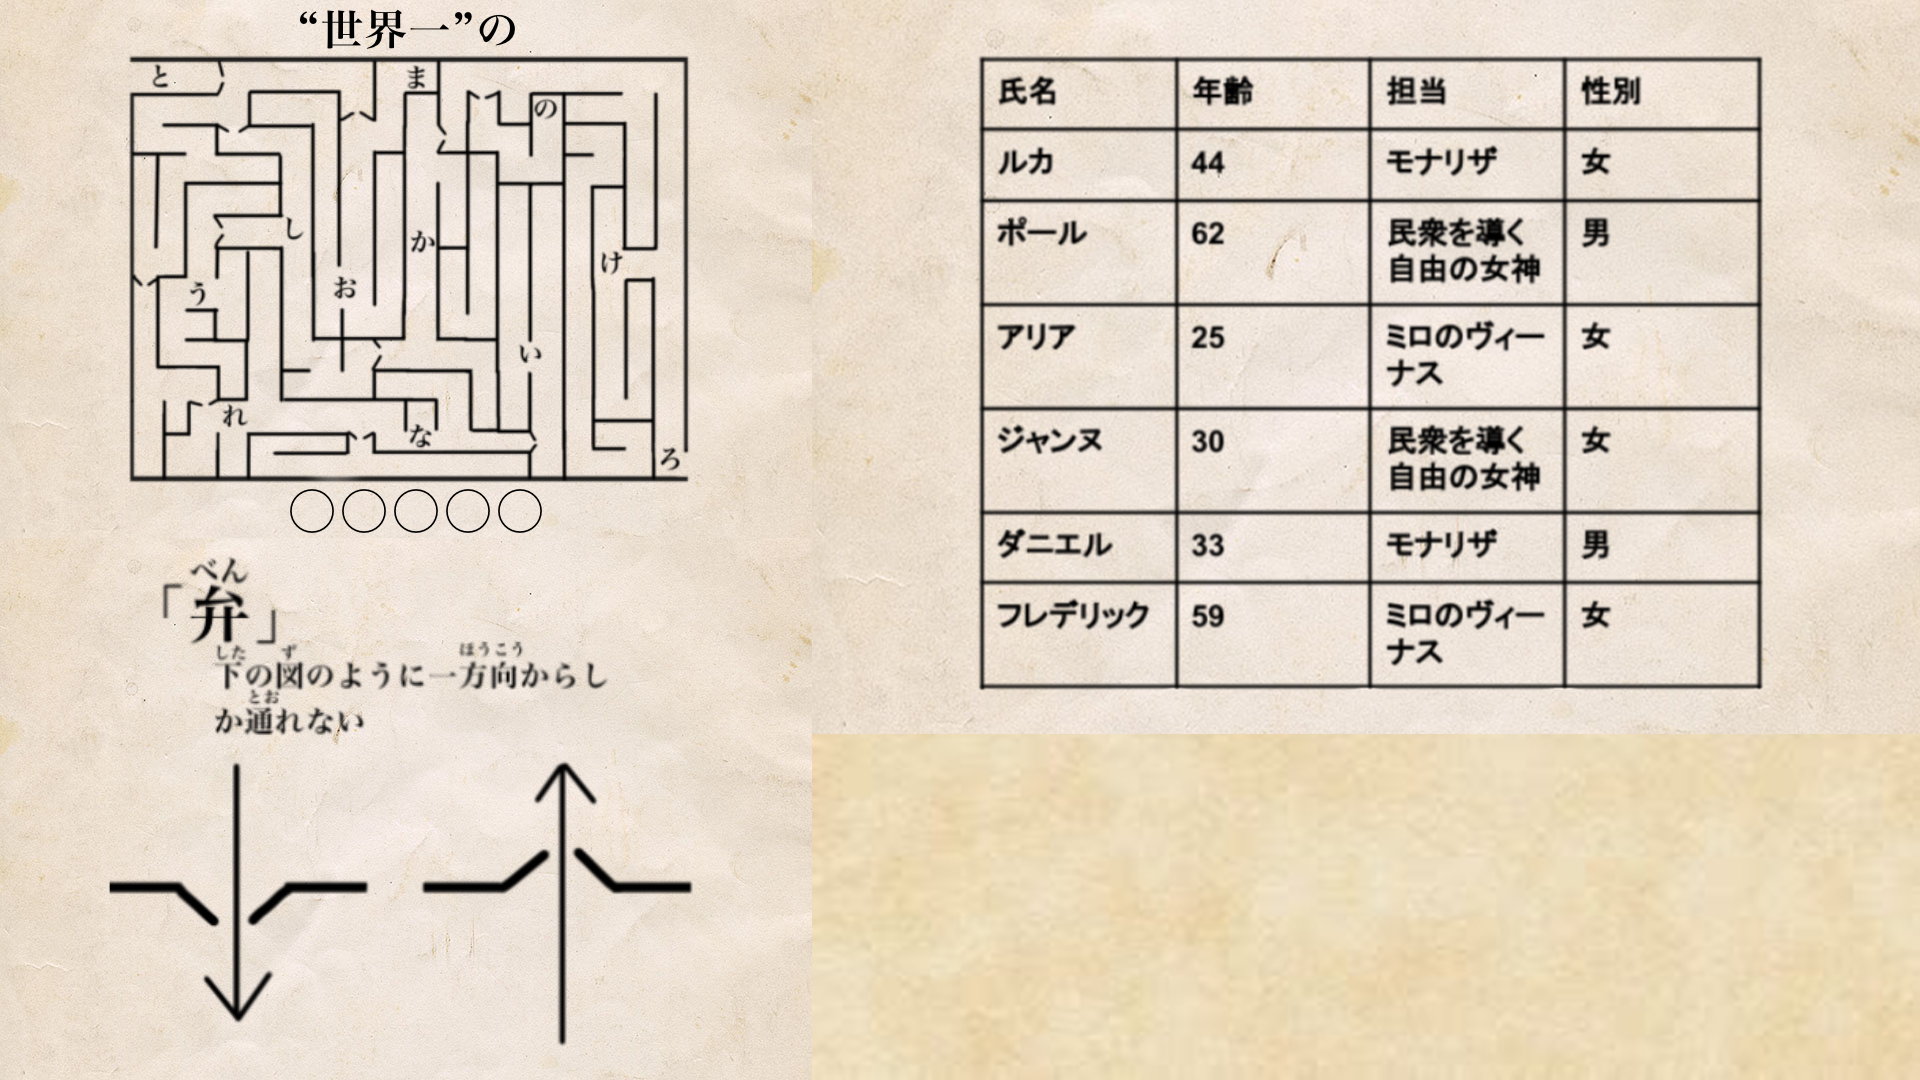 “世界一”の
と
ま
の
し
か
け
お
う
い
れ
な
ろ
○○○○○
べん
「弁」
した ず ほうこう
下の図のように一方向からし
とお
か通れない
氏名 年齢 担当 性別
ルカ 44 モナリザ 女
ポール 62 民衆を導く 男
自由の女神
アリア 25 ミロのヴィー 女
ナス
ジャンヌ 30 民衆を導く 女
自由の女神
ダニエル 33 モナリザ 男
フレデリック 59 ミロのヴィー 女
ナス